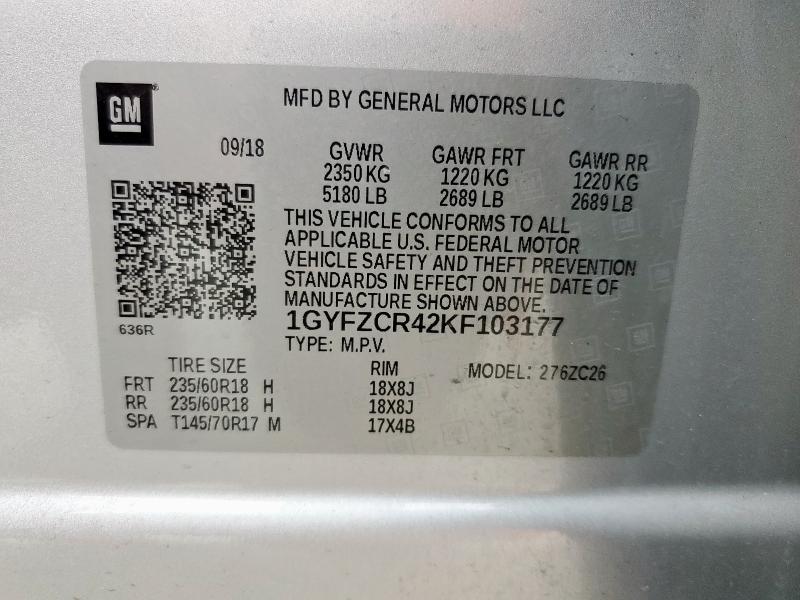 GM®
MFD BY GENERAL MOTORS LLC
09/18
GVWR GAWR FRT GAWR RR
2350 KG 1220 KG 1220 KG
5180 LB 2689 LB 2689 LB
THIS VEHICLE CONFORMS TO ALL
APPLICABLE U.S. FEDERAL MOTOR
VEHICLE SAFETY AND THEFT PREVENTION
STANDARDS IN EFFECT ON THE DATE OF
MANUFACTURE SHOWN ABOVE.
1GYFZCR42KF103177
636R
TYPE: M.P.V.
TIRE SIZE RIM MODEL: 276ZC26
FRT 235/60R18 H 18X8J
RR 235/60R18 H 18X8J
SPA T145/70R17 M 17X4B